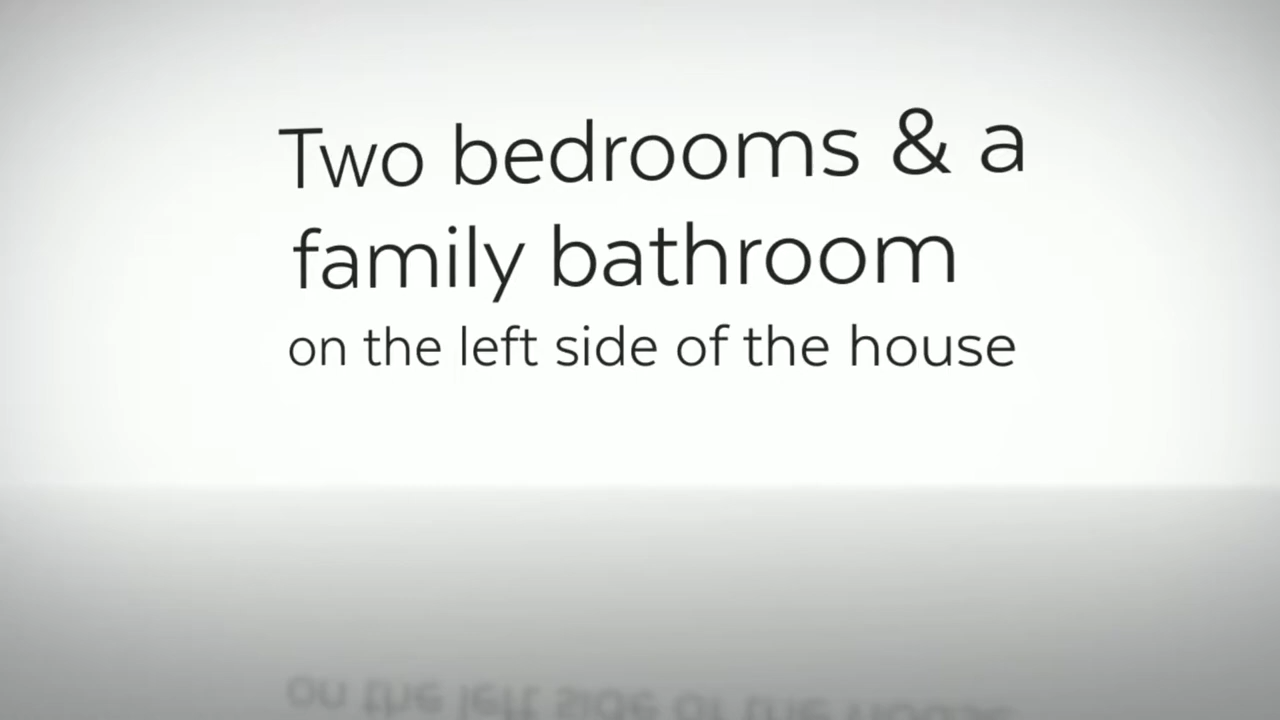 Two bedrooms & a
family bathroom
on the left side of the house